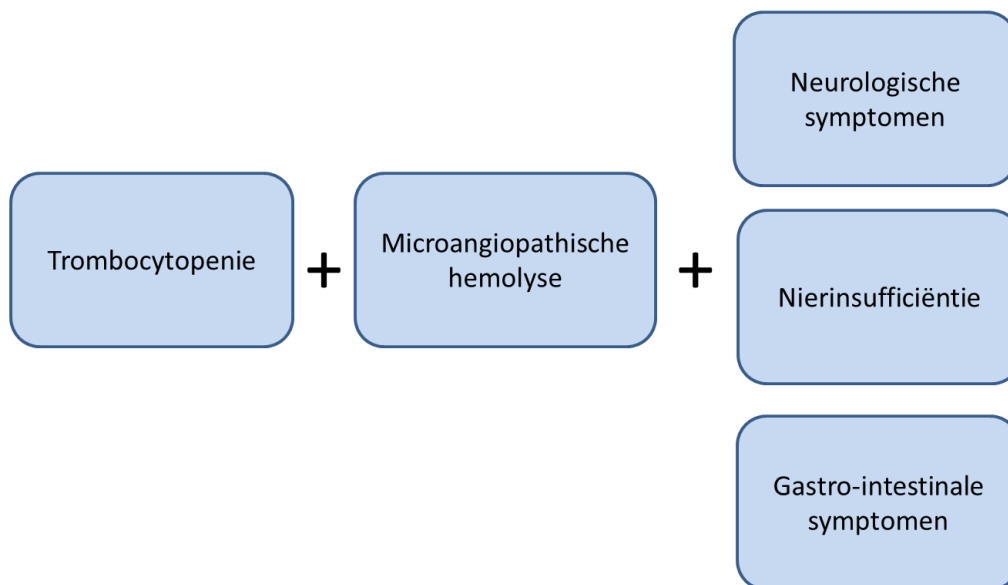 Trombocytopenie
+
Microangiopathische
hemolyse
+
Neurologische
symptomen
Nierinsufficiëntie
Gastro-intestinale
symptomen